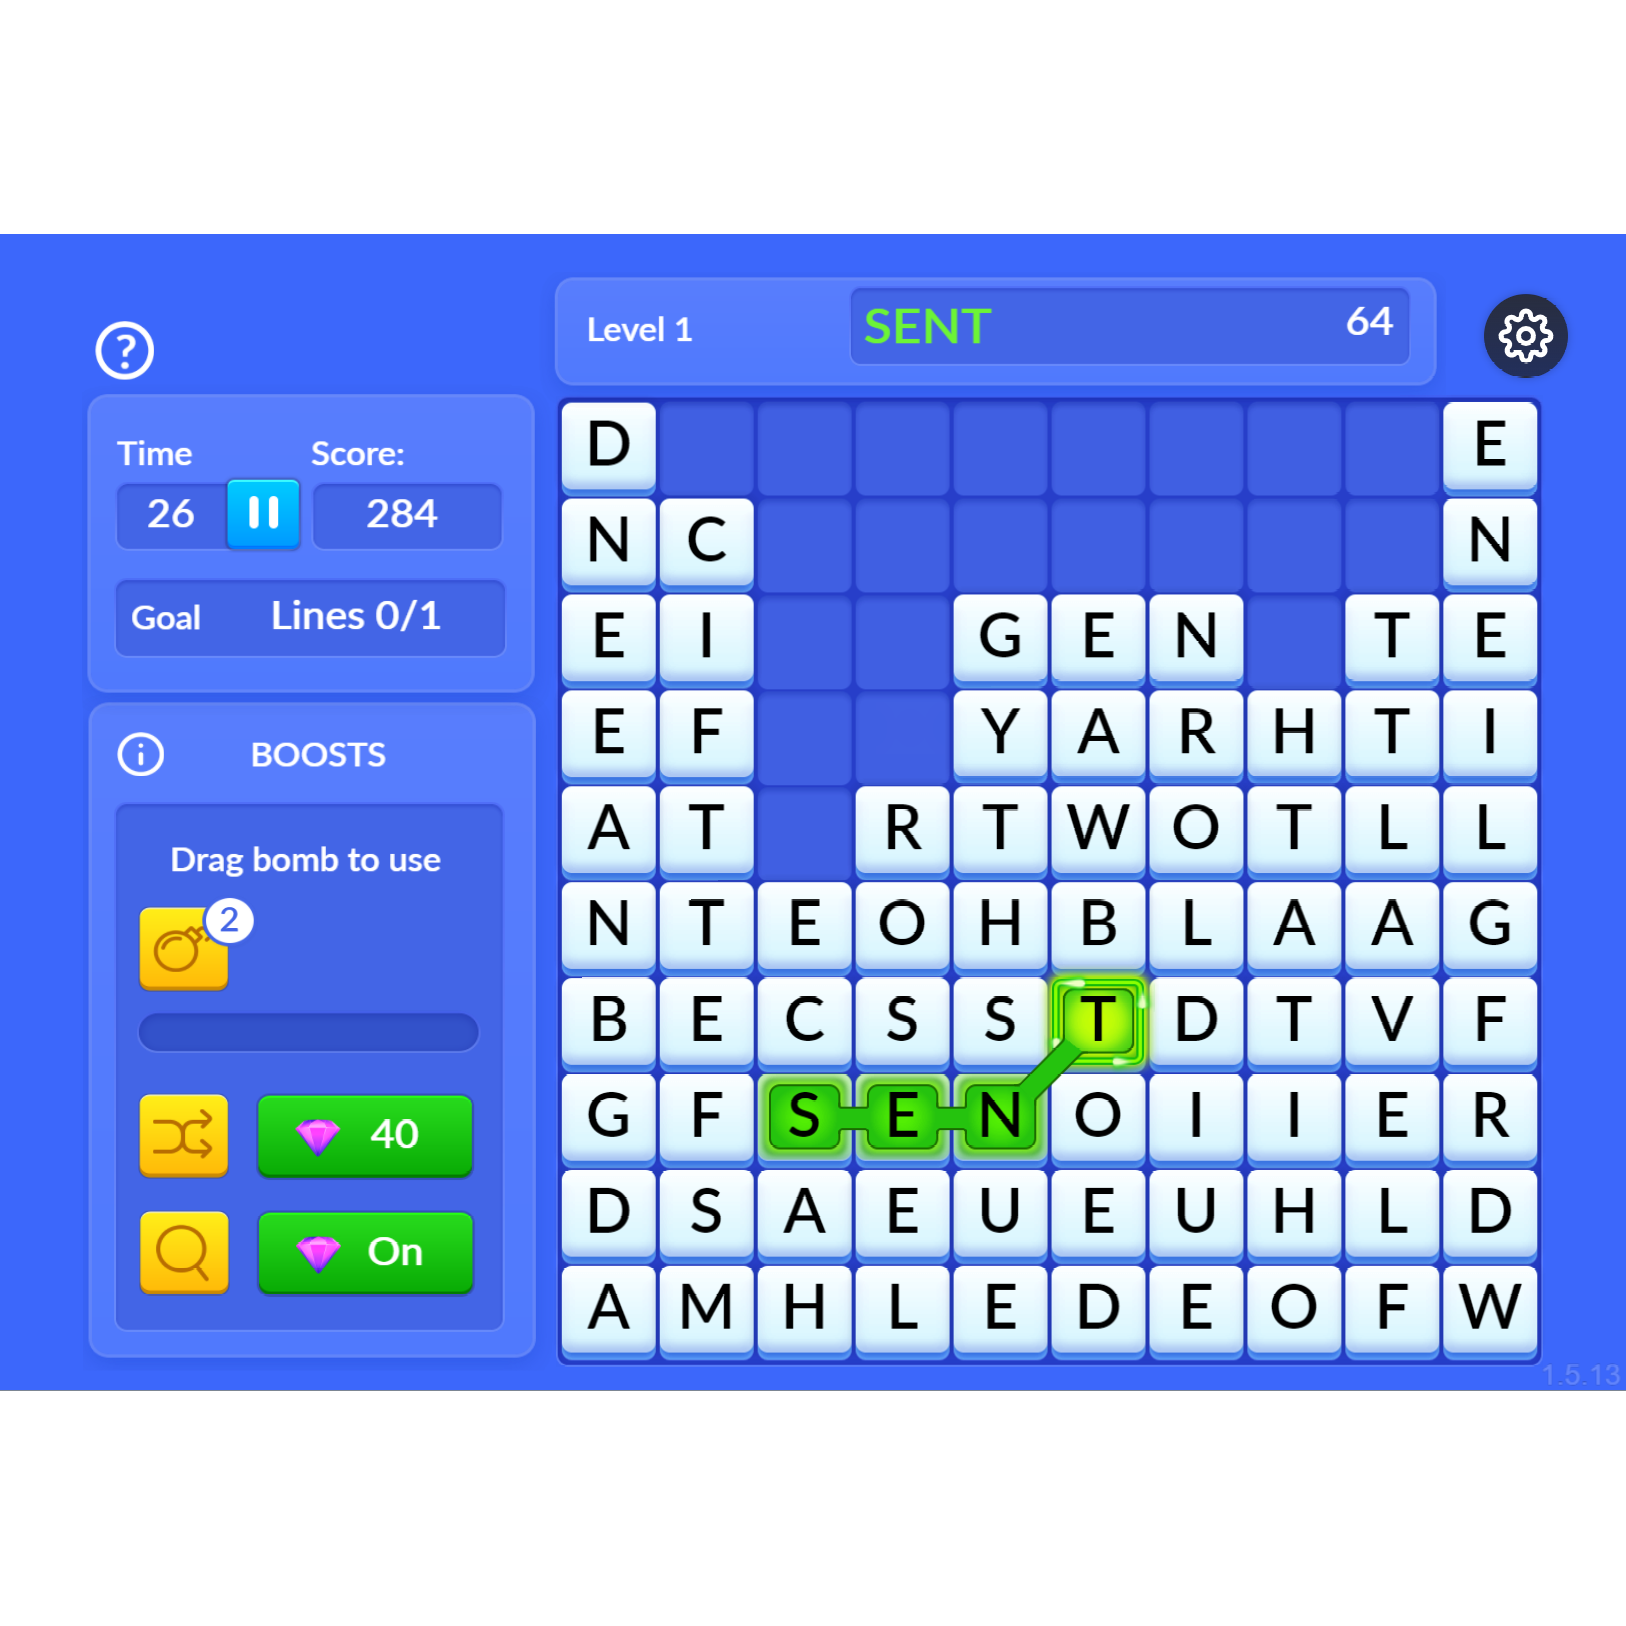 Level 1
SENT
64
?
Time
Score:
26
284
Goal
Lines 0/1
i
BOOSTS
Drag bomb to use
2
40
On
D E
N C N
E I G E N T E
E F Y A R H T I
A T R T W O T L L
N T E O H B L A A G
B E C S S T D T V F
G F S E N O I I E R
D S A E U E U H L D
A M H L E D E O F W
1.5.13